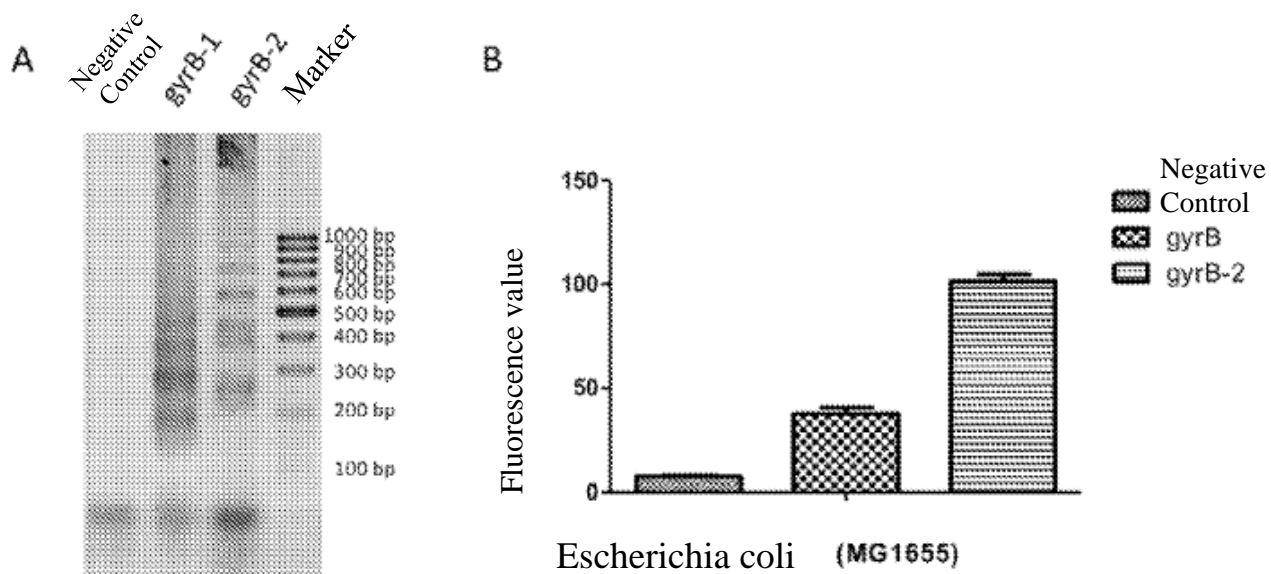 A
Negative
Control
gyrB-1
gyrB-2
Marker
1000 bp
900 bp
800 bp
700 bp
600 bp
500 bp
400 bp
300 bp
200 bp
100 bp
B
Fluorescence value
150
100
50
0
Negative
Control
gyrB
gyrB-2
Escherichia coli (MG1655)